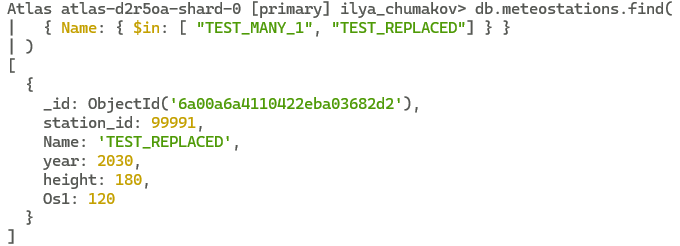 Atlas atlas-d2r5oa-shard-0 [primary] ilya_chumakov> db.meteostations.find(
|   { Name: { $in: [ "TEST_MANY_1", "TEST_REPLACED"] } }
| )
[
  {
    _id: ObjectId('6a00a6a4110422eba03682d2'),
    station_id: 99991,
    Name: 'TEST_REPLACED',
    year: 2030,
    height: 180,
    Os1: 120
  }
]